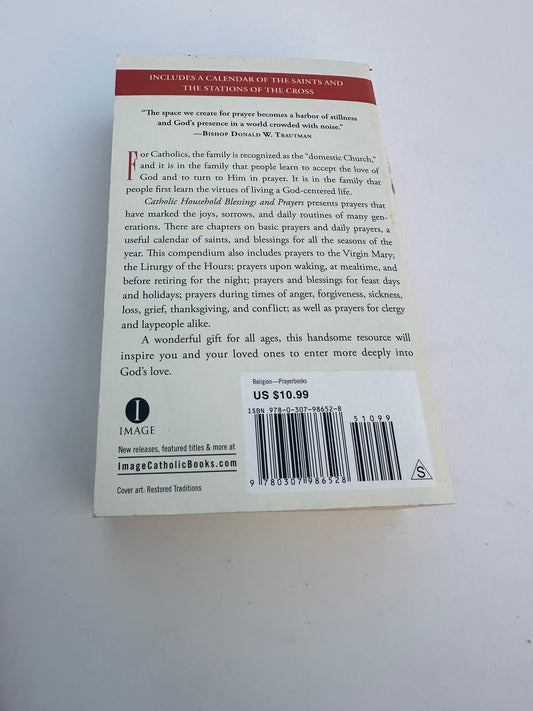 INCLUDES A CALENDAR OF THE SAINTS AND
THE STATIONS OF THE CROSS
"The space we create for prayer becomes a harbor of stillness
and God's presence in a world crowded with noise."
—Bishop Donald W. Trautman
For Catholics, the family is recognized as the "domestic Church,"
and it is in the family that people learn to accept the love of
God and to turn to Him in prayer. It is in the family that
people first learn the virtues of living a God-centered life.
Catholic Household Blessings and Prayers presents prayers that
have marked the joys, sorrows, and daily routines of many gen-
erations. There are chapters on basic prayers and daily prayers, a
useful calendar of saints, and blessings for all the seasons of the
year. This compendium also includes prayers to the Virgin Mary;
the Liturgy of the Hours; prayers upon waking, at mealtime, and
before retiring for the night; prayers and blessings for feast days
and holidays; prayers during times of anger, forgiveness, sickness,
loss, grief, thanksgiving, and conflict; as well as prayers for clergy
and laypeople alike.
A wonderful gift for all ages, this handsome resource will
inspire you and your loved ones to enter more deeply into
God's love.
I
IMAGE
New releases, featured titles & more at
ImageCatholicBooks.com
Cover art: Restored Traditions
Religion—Prayerbooks
US $10.99
ISBN 978-0-307-98652-8
51099
9 780307 986528
S